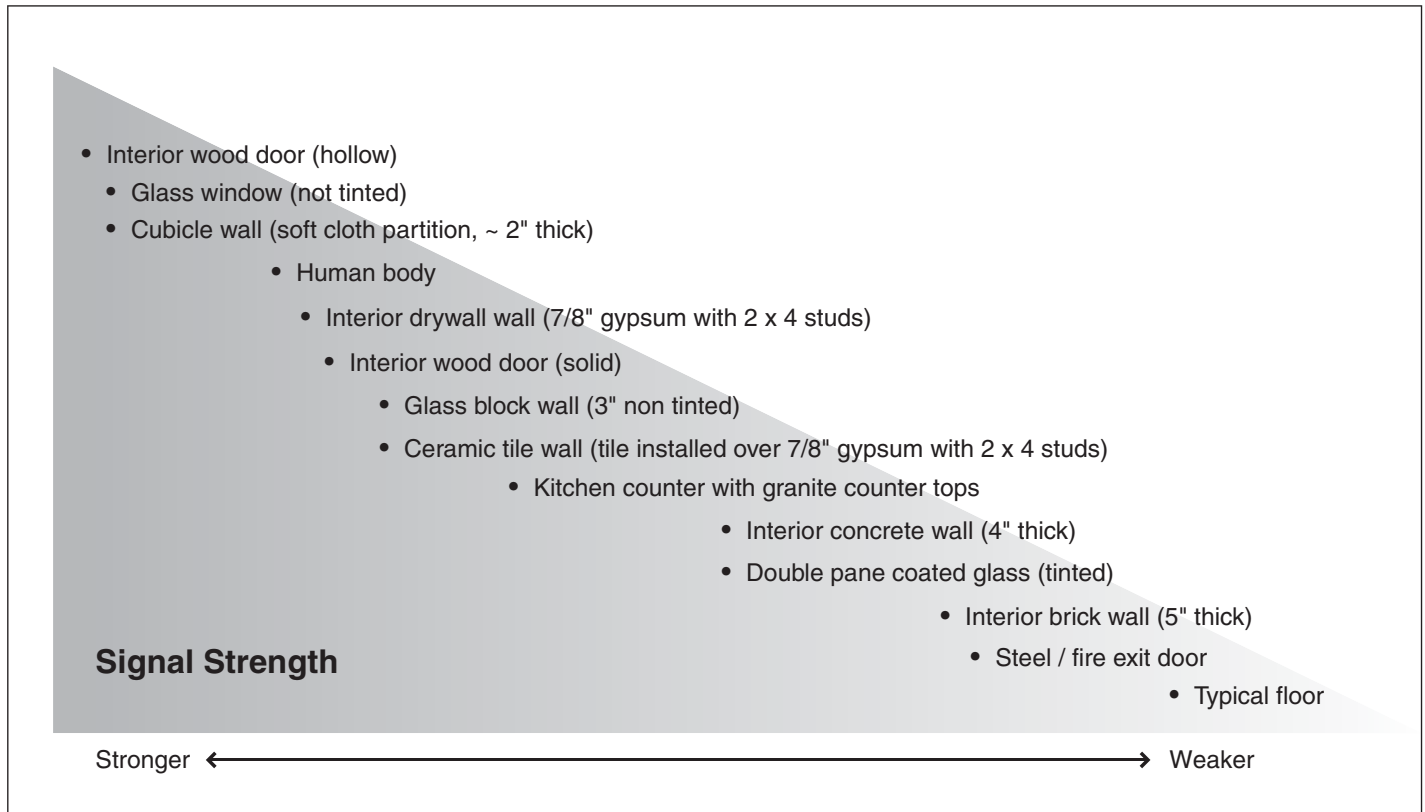 • Interior wood door (hollow)
• Glass window (not tinted)
• Cubicle wall (soft cloth partition, ~ 2" thick)
• Human body
• Interior drywall wall (7/8" gypsum with 2 x 4 studs)
• Interior wood door (solid)
• Glass block wall (3" non tinted)
• Ceramic tile wall (tile installed over 7/8" gypsum with 2 x 4 studs)
• Kitchen counter with granite counter tops
• Interior concrete wall (4" thick)
• Double pane coated glass (tinted)
• Interior brick wall (5" thick)
• Steel / fire exit door
• Typical floor
Signal Strength
Stronger Weaker